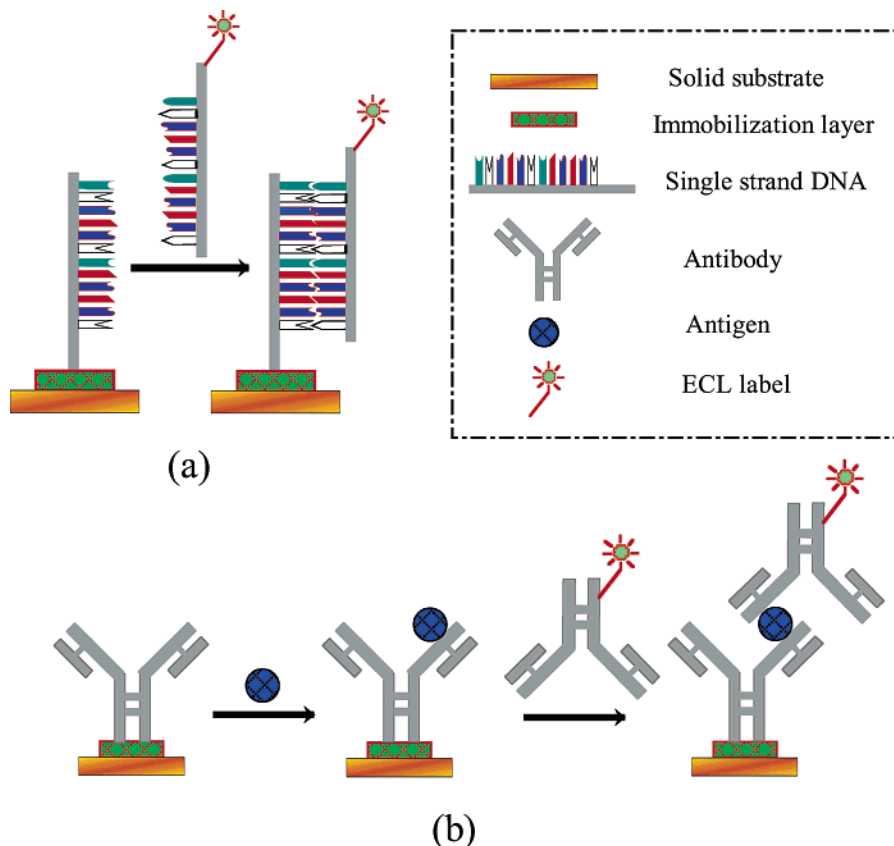 Solid substrate
Immobilization layer
Single strand DNA
Antibody
Antigen
ECL label
(a)
(b)